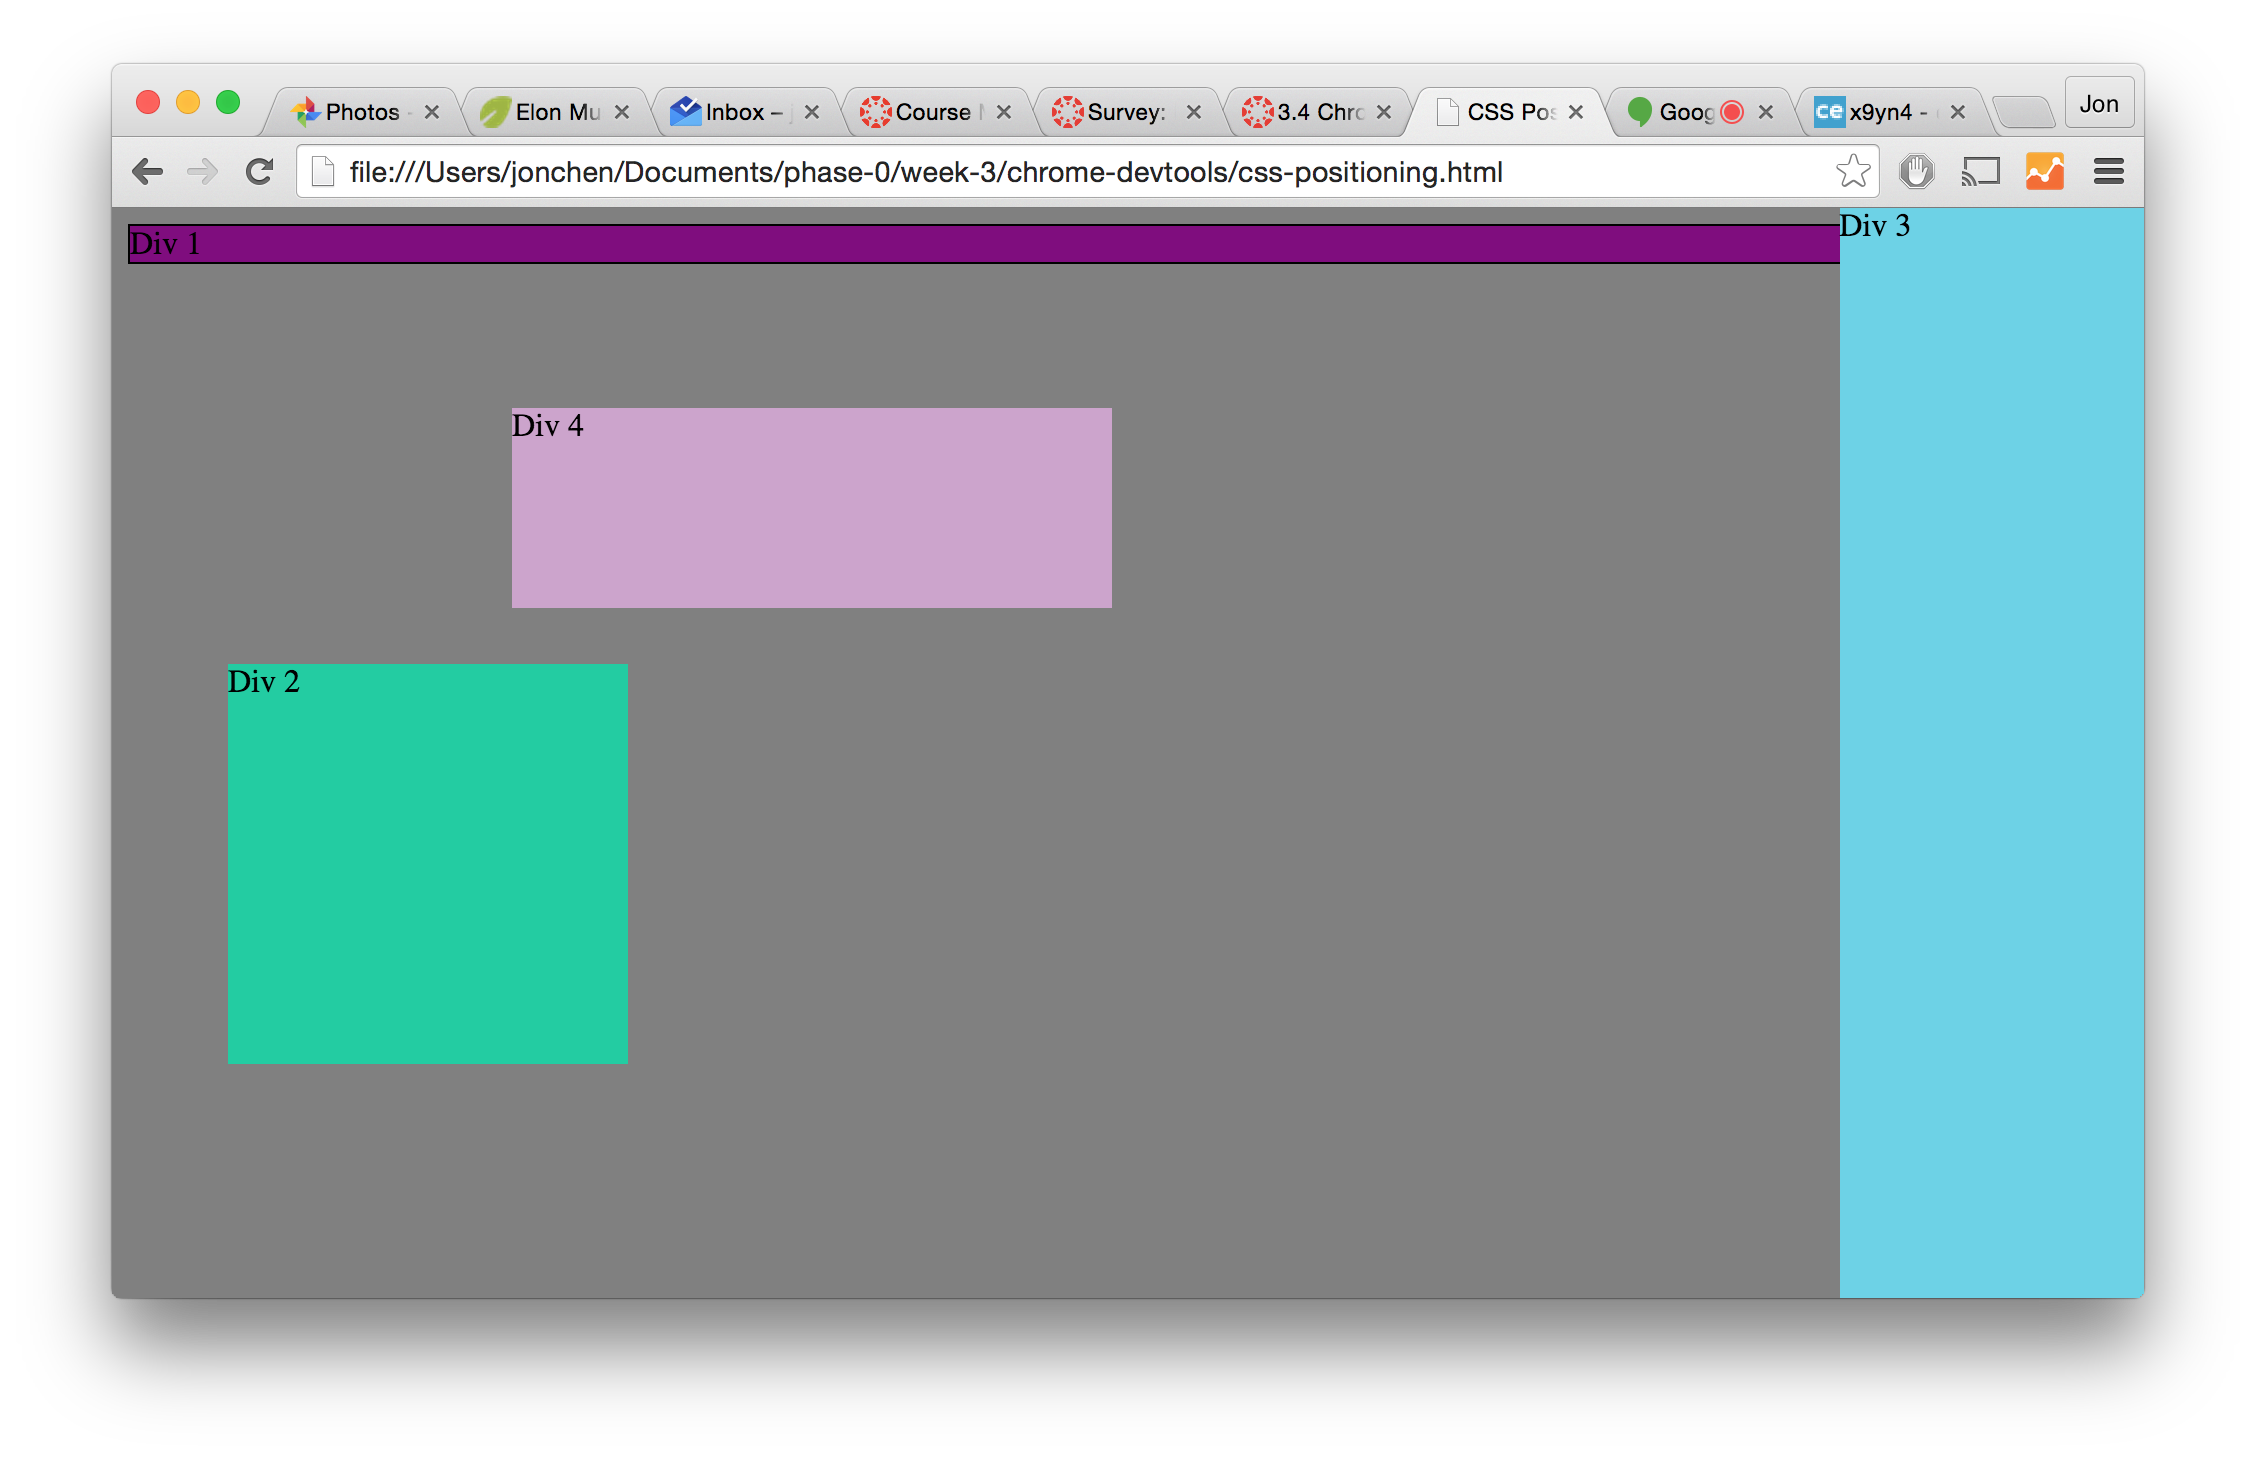 Photos -
Elon Mu
Inbox –
Course
Survey:
3.4 Chrc
CSS Pos
Goog
ce x9yn4 -
Jon
file:///Users/jonchen/Documents/phase-0/week-3/chrome-devtools/css-positioning.html
Div 1
Div 3
Div 4
Div 2